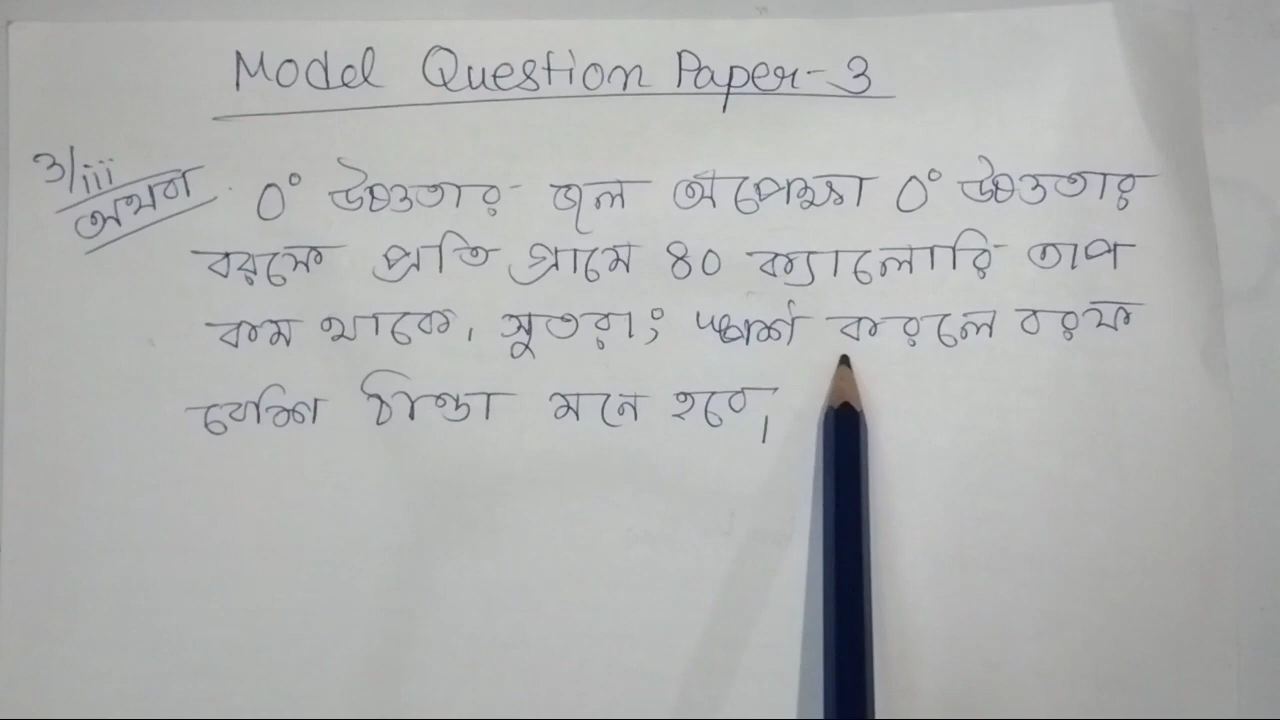 Model Question Paper-3
3/iii
অথবা
0° উষ্ণতার জল অপেক্ষা 0° উষ্ণতার
বরফে প্রতি গ্রামে 80 ক্যালোরি তাপ
কম থাকে। সুতরাং স্পর্শ করলে বরফ
বেশি ঠাণ্ডা মনে হবে।